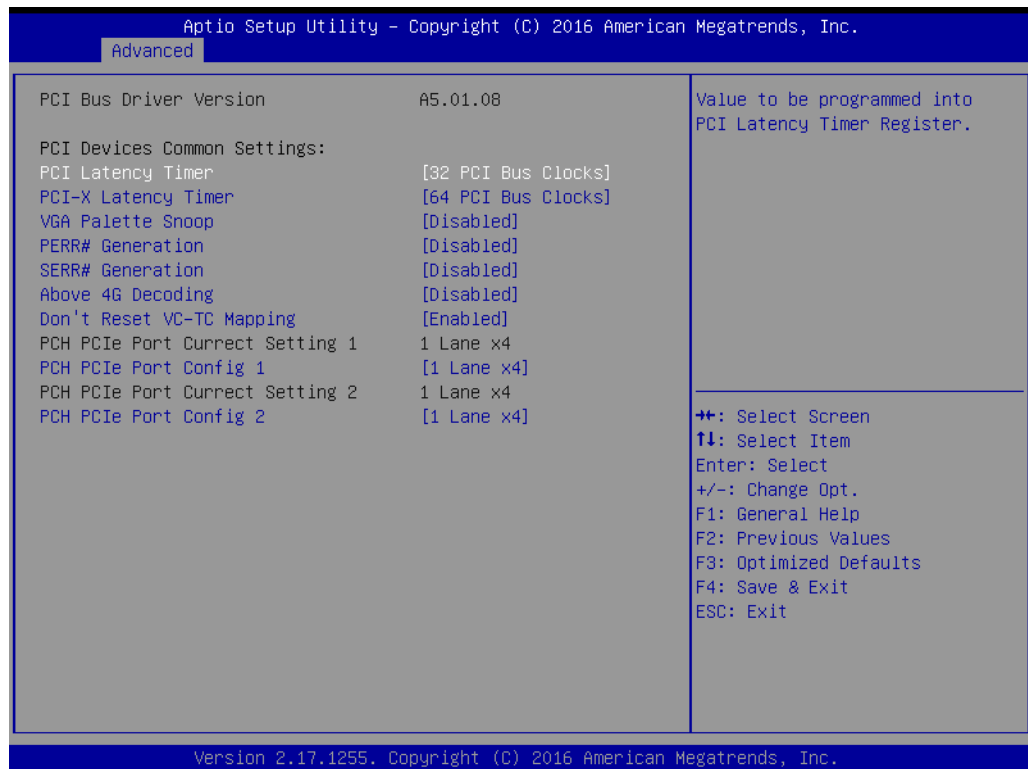 Aptio Setup Utility – Copyright (C) 2016 American Megatrends, Inc.
Advanced
PCI Bus Driver Version A5.01.08
PCI Devices Common Settings:
PCI Latency Timer [32 PCI Bus Clocks]
PCI-X Latency Timer [64 PCI Bus Clocks]
VGA Palette Snoop [Disabled]
PERR# Generation [Disabled]
SERR# Generation [Disabled]
Above 4G Decoding [Disabled]
Don't Reset VC-TC Mapping [Enabled]
PCH PCIe Port Currect Setting 1 1 Lane x4
PCH PCIe Port Config 1 [1 Lane x4]
PCH PCIe Port Currect Setting 2 1 Lane x4
PCH PCIe Port Config 2 [1 Lane x4]
Value to be programmed into
PCI Latency Timer Register.
→←: Select Screen
↑↓: Select Item
Enter: Select
+/-: Change Opt.
F1: General Help
F2: Previous Values
F3: Optimized Defaults
F4: Save & Exit
ESC: Exit
Version 2.17.1255. Copyright (C) 2016 American Megatrends, Inc.